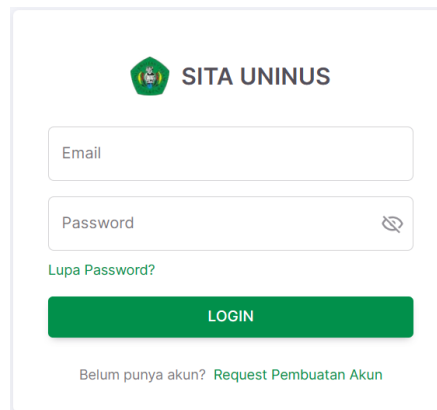 SITA UNINUS
Email
Password
Lupa Password?
LOGIN
Belum punya akun? Request Pembuatan Akun